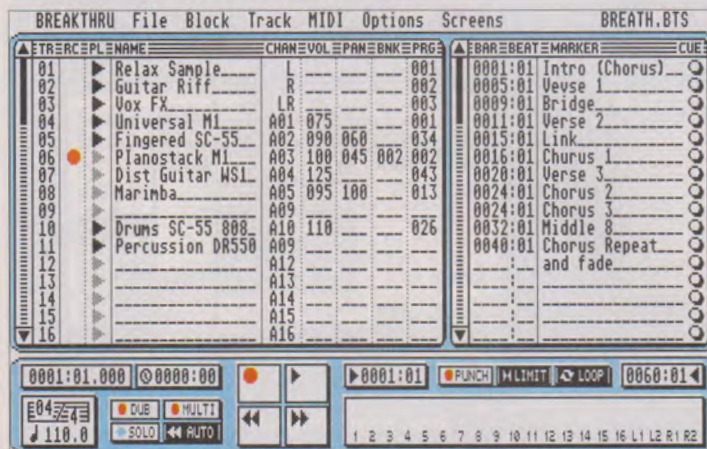 BREAKTHRU File Block Track MIDI Options Screens BREATH.BTS
TR RC PL NAME CHAN VOL PAN BNK PRG
01 Relax Sample L 001
02 Guitar Riff R 002
03 Vox FX LR 003
04 Universal M1 A01 075 001
05 Fingered SC-55 A02 090 060 034
06 PIanostack M1 A03 100 045 002 002
07 Dist Guitar WS1 A04 125 043
08 Marimba A05 095 100 013
09 A09
10 Drums SC-55 808 A10 110 026
11 Percussion DR550 A09
12 A12
13 A13
14 A14
15 A15
16 A16
BAR BEAT MARKER CUE
0001:01 Intro (Chorus)
0005:01 Vevse 1
0009:01 Bridge
0011:01 Verse 2
0015:01 Link
0016:01 Churus 1
0020:01 Verse 3
0024:01 Chorus 2
0024:01 Chorus 3
0032:01 Middle 8
0040:01 Chorus Repeat
and fade
0001:01.000 0000:00
04 4
110.0
DUB MULTI
SOLO AUTO
0001:01 PUNCH LIMIT LOOP 0060:01
1 2 3 4 5 6 7 8 9 10 11 12 13 14 15 16 L1 L2 R1 R2